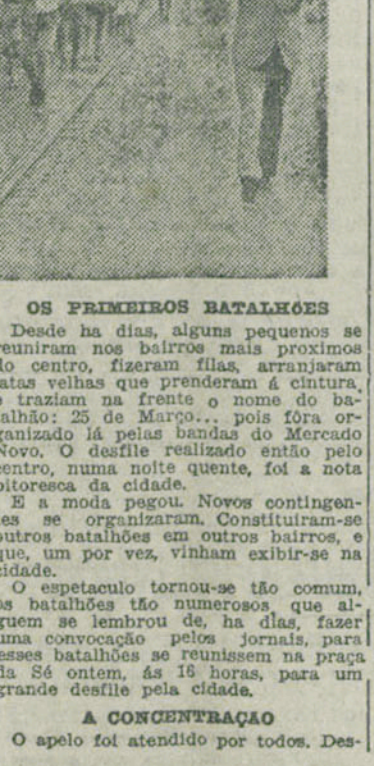 OS PRIMEIROS BATALHÕES
Desde ha dias, alguns pequenos se
reuniram nos bairros mais proximos
do centro, fizeram filas, arranjaram
latas velhas que prenderam á cintura,
e traziam na frente o nome do ba-
talhão: 25 de Março... pois fôra or-
ganizado lá pelas bandas do Mercado
Novo. O desfile realizado então pelo
centro, numa noite quente, foi a nota
pitoresca da cidade.
E a moda pegou. Novos contingen-
tes se organizaram. Constituiram-se
outros batalhões em outros bairros, e
que, um por vez, vinham exibir-se na
cidade.
O espetaculo tornou-se tão comum,
os batalhões tão numerosos que al-
guem se lembrou de, ha dias, fazer
uma convocação pelos jornais, para
esses batalhões se reunissem na praça
da Sé ontem, ás 16 horas, para um
grande desfile pela cidade.
A CONCENTRAÇÃO
O apelo foi atendido por todos. Des-